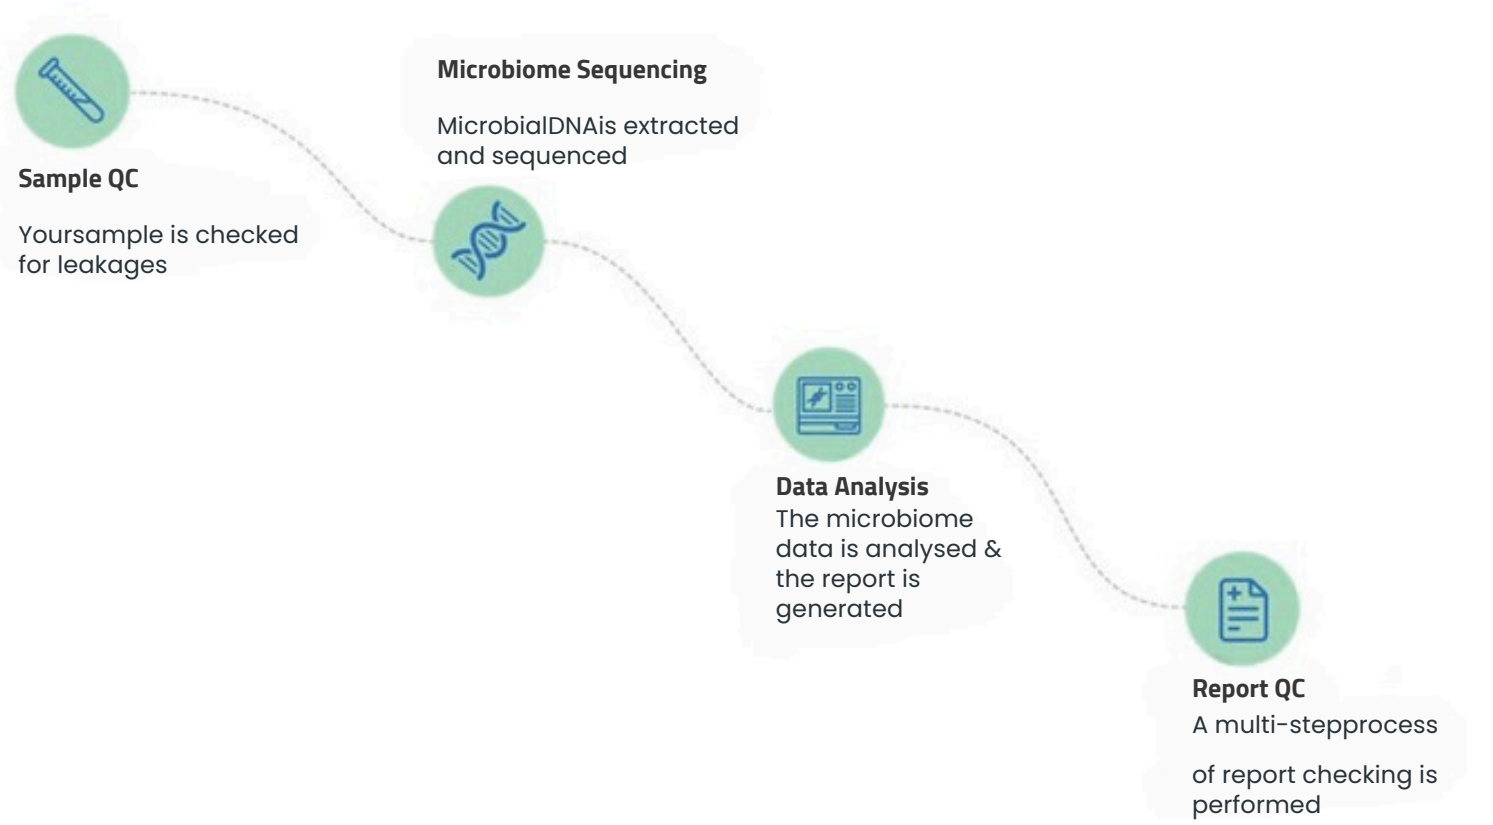 Sample QC
Yoursample is checked
for leakages
Microbiome Sequencing
MicrobialDNAis extracted
and sequenced
Data Analysis
The microbiome
data is analysed &
the report is
generated
Report QC
A multi-stepprocess
of report checking is
performed